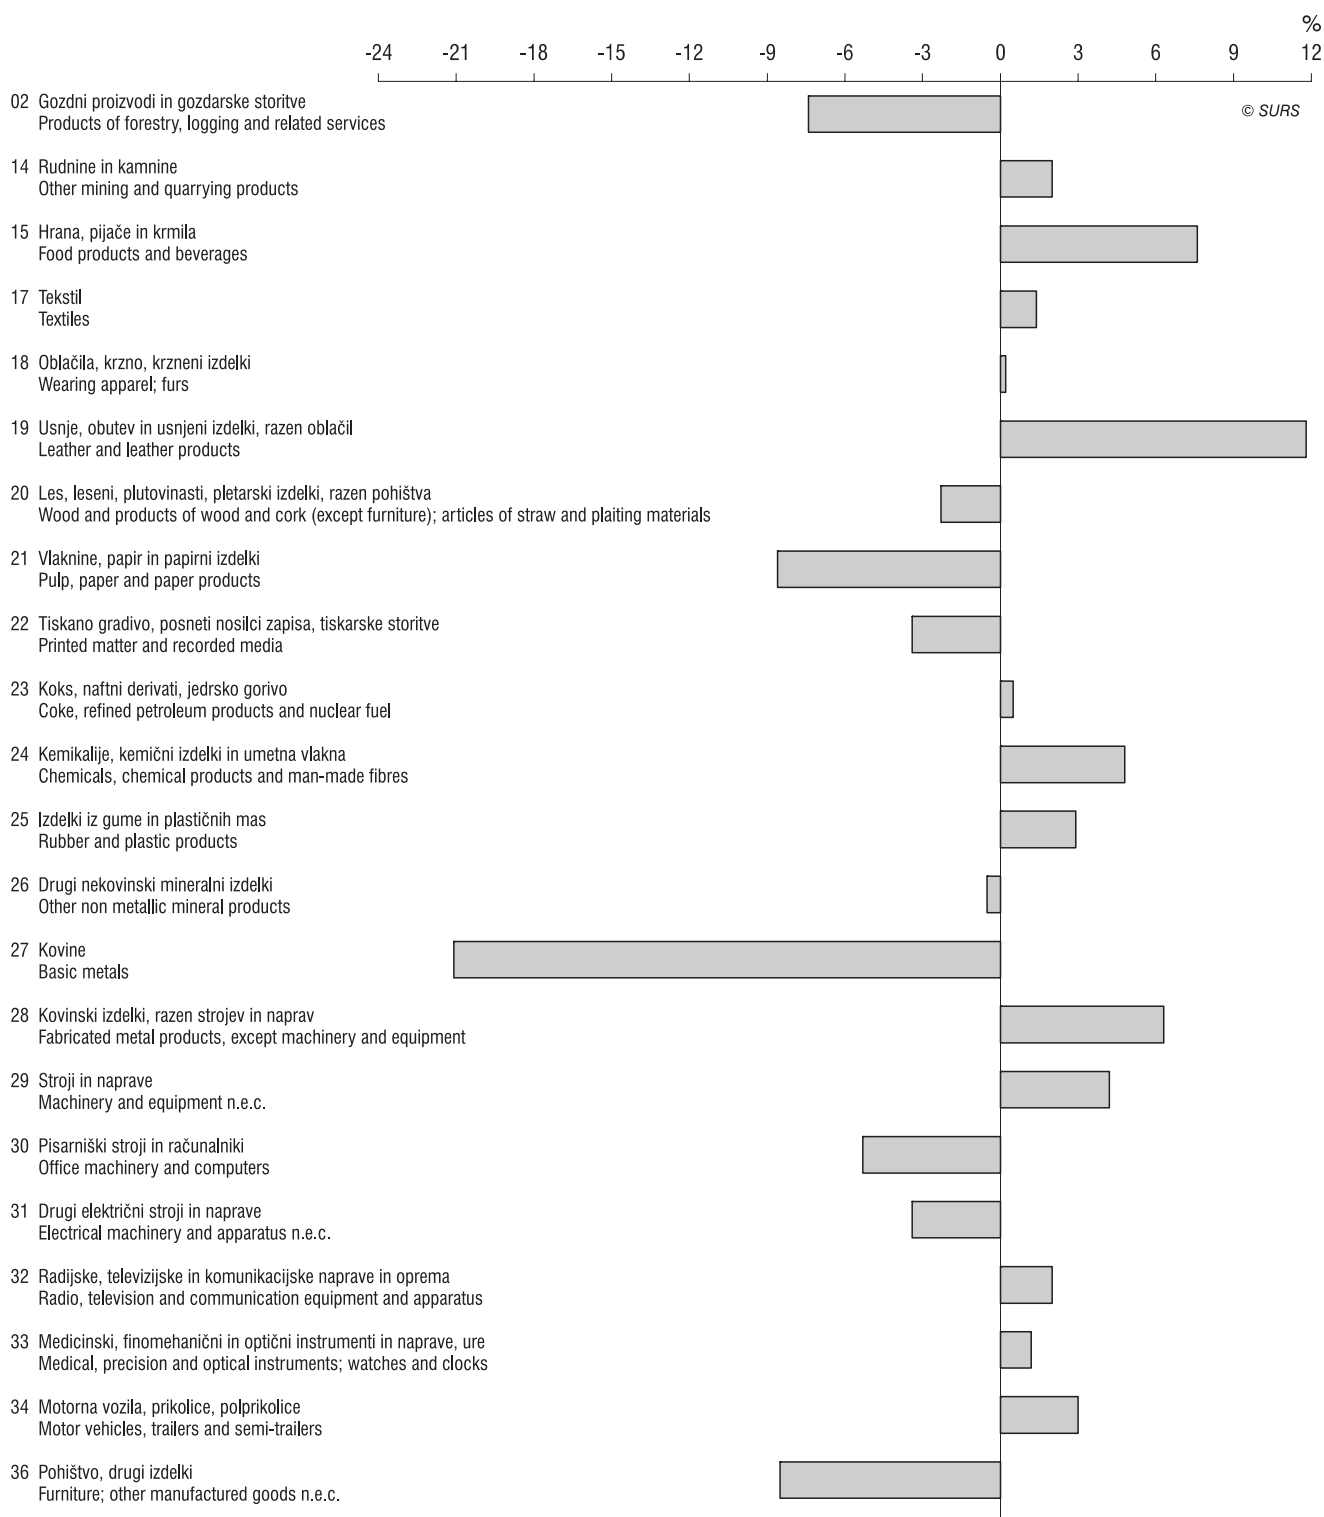 %
-24 -21 -18 -15 -12 -9 -6 -3 0 3 6 9 12
© SURS
02 Gozdni proizvodi in gozdarske storitve
Products of forestry, logging and related services
14 Rudnine in kamnine
Other mining and quarrying products
15 Hrana, pijače in krmila
Food products and beverages
17 Tekstil
Textiles
18 Oblačila, krzno, krzneni izdelki
Wearing apparel; furs
19 Usnje, obutev in usnjeni izdelki, razen oblačil
Leather and leather products
20 Les, leseni, plutovinasti, pletarski izdelki, razen pohištva
Wood and products of wood and cork (except furniture); articles of straw and plaiting materials
21 Vlaknine, papir in papirni izdelki
Pulp, paper and paper products
22 Tiskano gradivo, posneti nosilci zapisa, tiskarske storitve
Printed matter and recorded media
23 Koks, naftni derivati, jedrsko gorivo
Coke, refined petroleum products and nuclear fuel
24 Kemikalije, kemični izdelki in umetna vlakna
Chemicals, chemical products and man-made fibres
25 Izdelki iz gume in plastičnih mas
Rubber and plastic products
26 Drugi nekovinski mineralni izdelki
Other non metallic mineral products
27 Kovine
Basic metals
28 Kovinski izdelki, razen strojev in naprav
Fabricated metal products, except machinery and equipment
29 Stroji in naprave
Machinery and equipment n.e.c.
30 Pisarniški stroji in računalniki
Office machinery and computers
31 Drugi električni stroji in naprave
Electrical machinery and apparatus n.e.c.
32 Radijske, televizijske in komunikacijske naprave in oprema
Radio, television and communication equipment and apparatus
33 Medicinski, finomehanični in optični instrumenti in naprave, ure
Medical, precision and optical instruments; watches and clocks
34 Motorna vozila, prikolice, polprikolice
Motor vehicles, trailers and semi-trailers
36 Pohištvo, drugi izdelki
Furniture; other manufactured goods n.e.c.